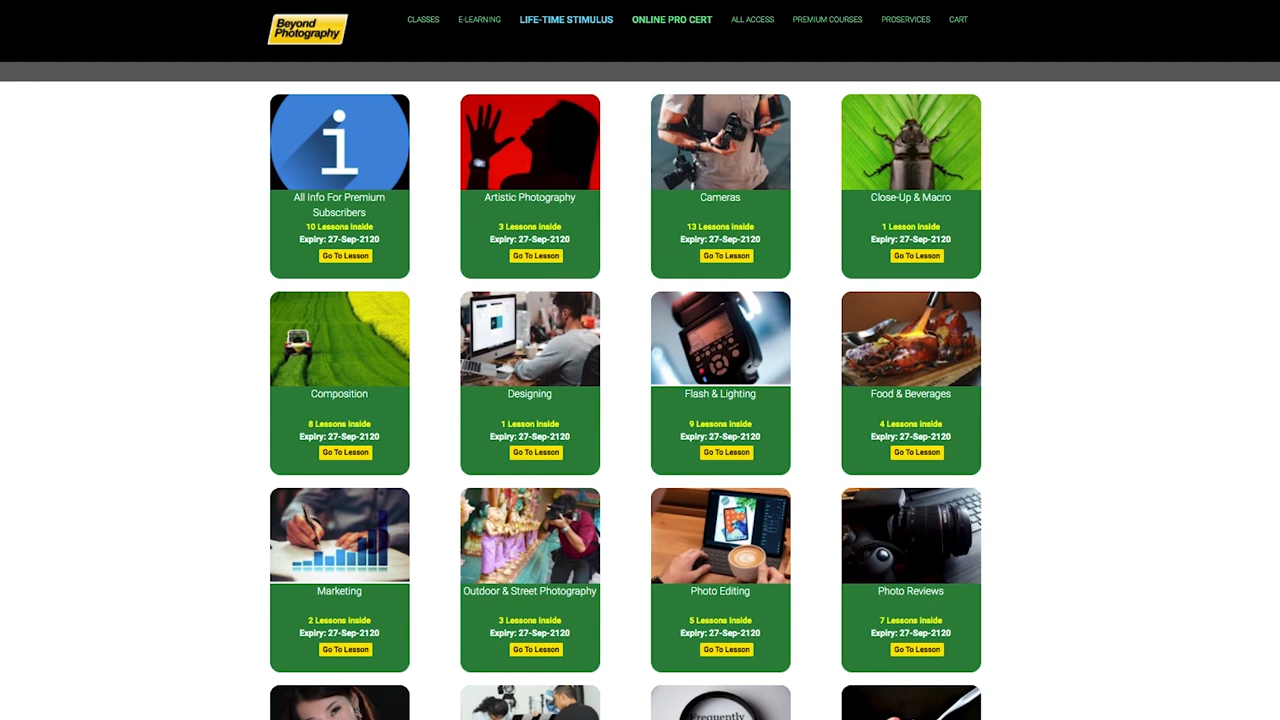 Beyond
Photography
CLASSES E-LEARNING LIFE-TIME STIMULUS ONLINE PRO CERT ALL ACCESS PREMIUM COURSES PROSERVICES CART
All Info For Premium
Subscribers
10 Lessons inside
Expiry: 27-Sep-2120
Go To Lesson
Artistic Photography
3 Lessons inside
Expiry: 27-Sep-2120
Go To Lesson
Cameras
13 Lessons inside
Expiry: 27-Sep-2120
Go To Lesson
Close-Up & Macro
1 Lesson inside
Expiry: 27-Sep-2120
Go To Lesson
Composition
8 Lessons inside
Expiry: 27-Sep-2120
Go To Lesson
Designing
1 Lesson inside
Expiry: 27-Sep-2120
Go To Lesson
Flash & Lighting
9 Lessons inside
Expiry: 27-Sep-2120
Go To Lesson
Food & Beverages
4 Lessons inside
Expiry: 27-Sep-2120
Go To Lesson
Marketing
2 Lessons inside
Expiry: 27-Sep-2120
Go To Lesson
Outdoor & Street Photography
3 Lessons inside
Expiry: 27-Sep-2120
Go To Lesson
Photo Editing
5 Lessons inside
Expiry: 27-Sep-2120
Go To Lesson
Photo Reviews
7 Lessons inside
Expiry: 27-Sep-2120
Go To Lesson
Frequently